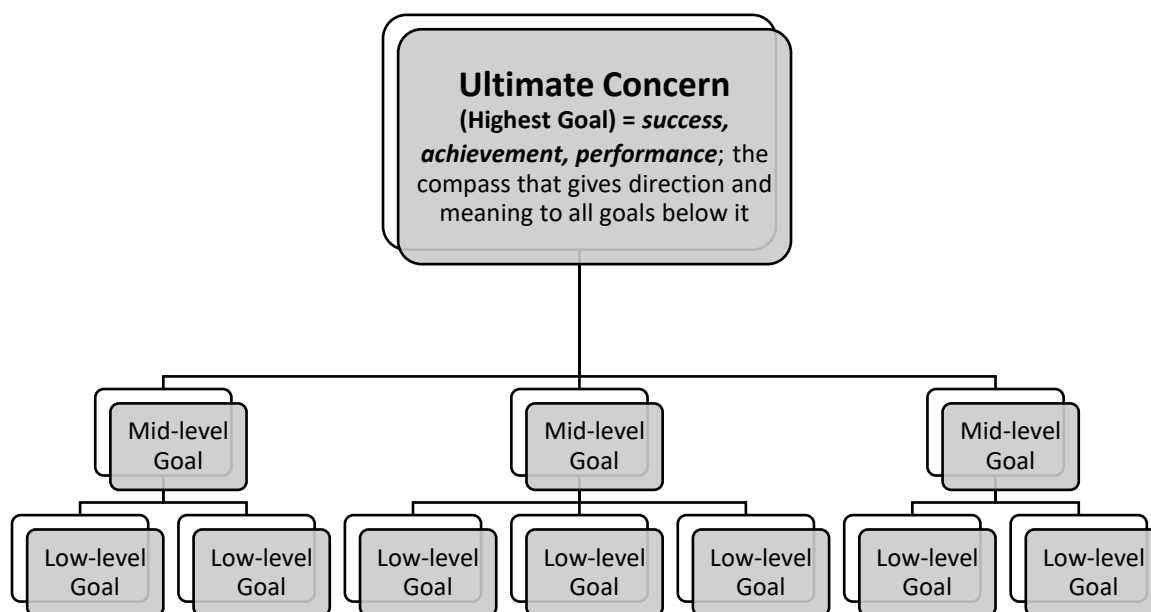 Ultimate Concern
(Highest Goal) = success,
achievement, performance; the
compass that gives direction and
meaning to all goals below it
Mid-level
Goal
Mid-level
Goal
Mid-level
Goal
Low-level
Goal
Low-level
Goal
Low-level
Goal
Low-level
Goal
Low-level
Goal
Low-level
Goal
Low-level
Goal